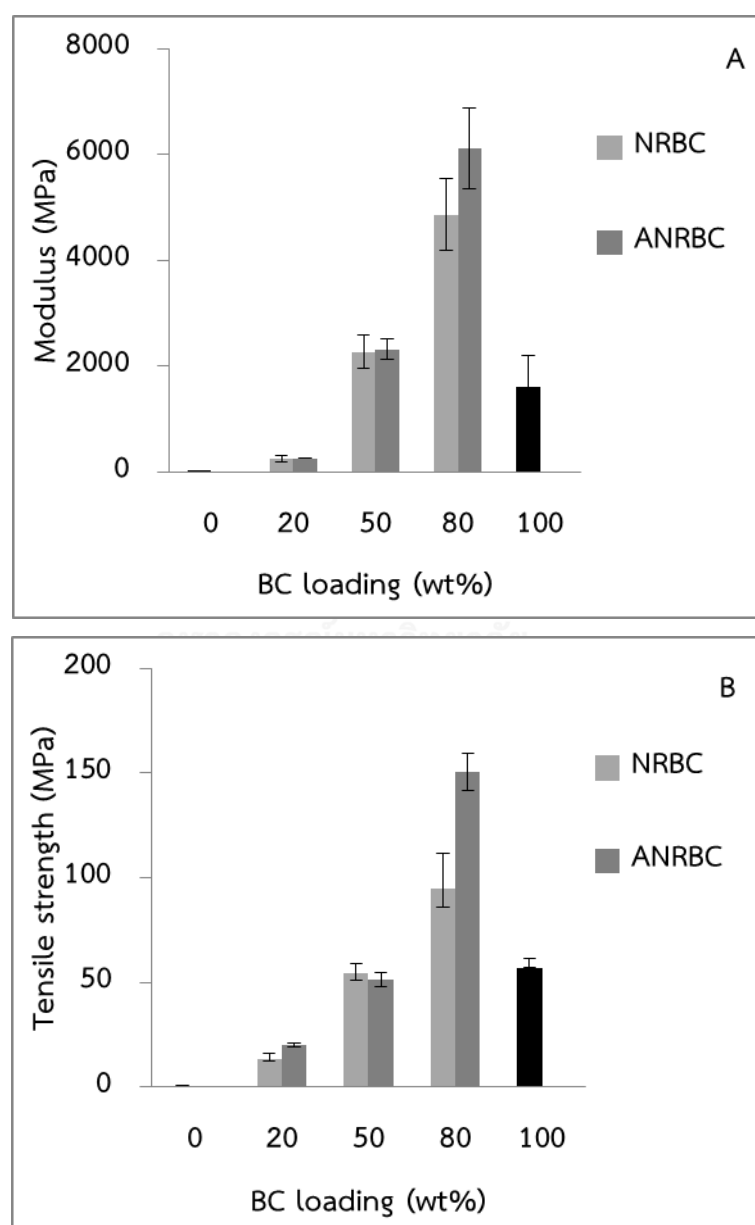 8000
A
6000
4000
2000
0
Modulus (MPa)
NRBC
ANRBC
0 20 50 80 100
BC loading (wt%)
200
B
150
100
50
0
Tensile strength (MPa)
NRBC
ANRBC
0 20 50 80 100
BC loading (wt%)